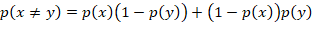 p(x ≠ y) = p(x)(1 − p(y)) + (1 − p(x))p(y)